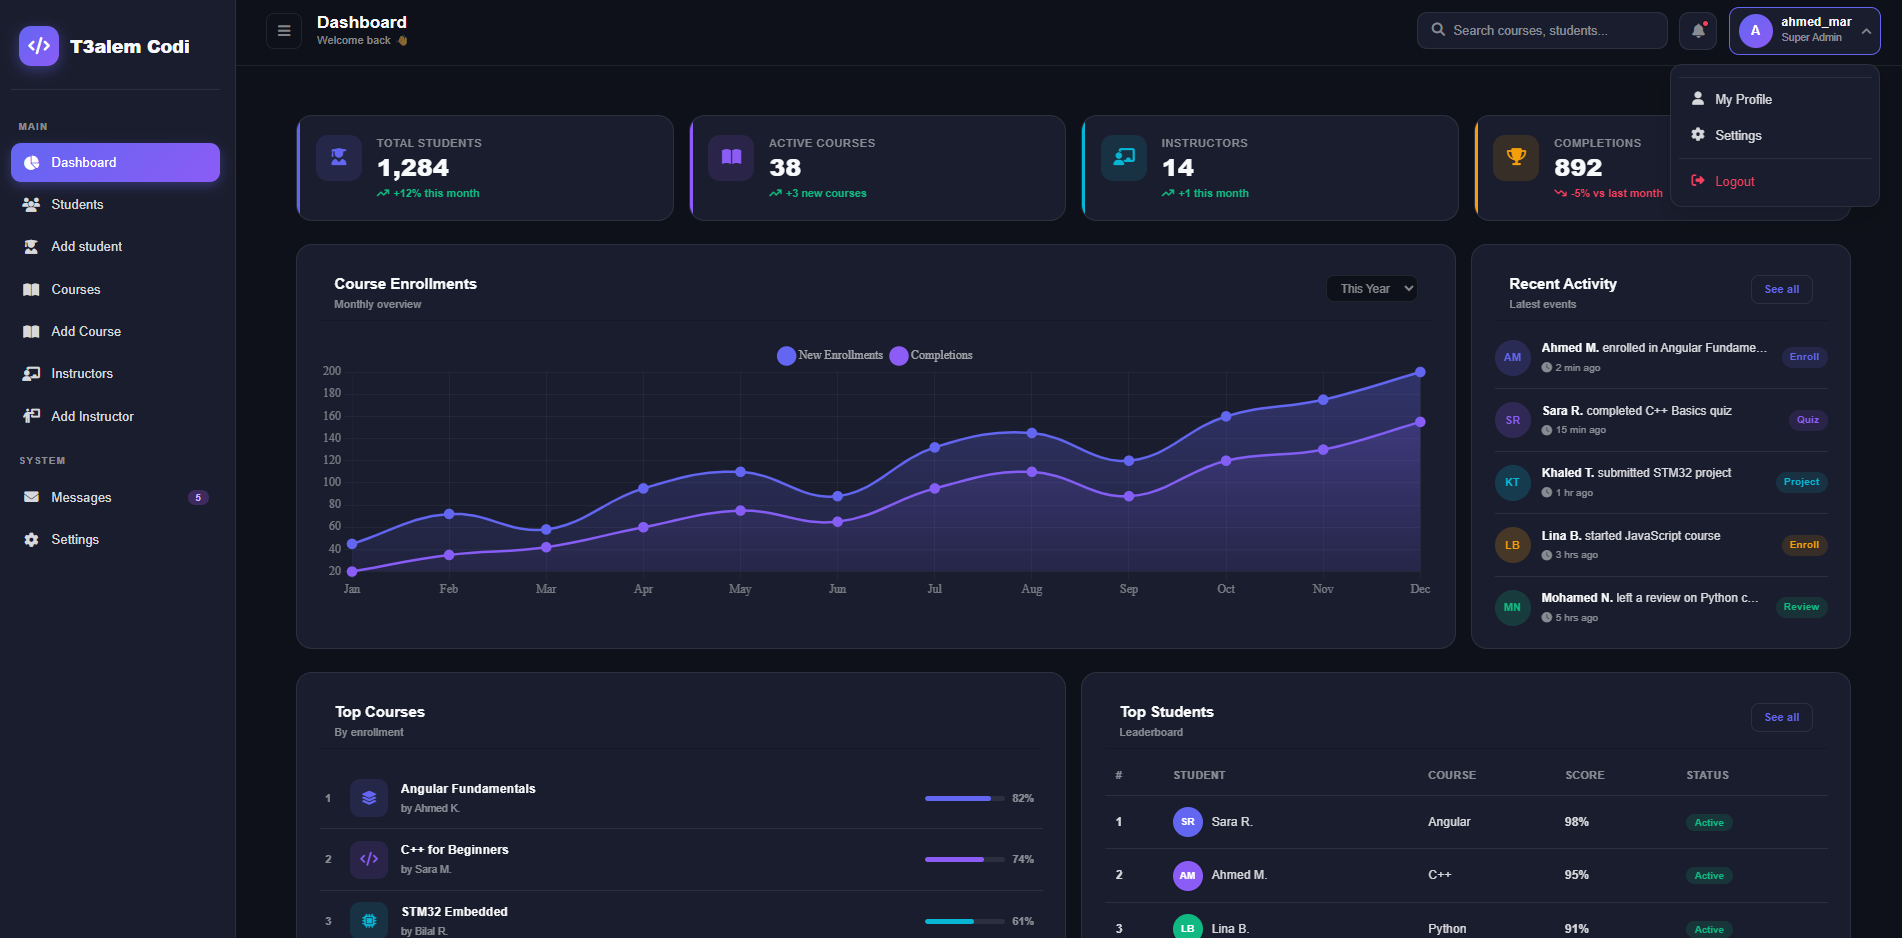 T3alem Codi
MAIN
Dashboard
Students
Add student
Courses
Add Course
Instructors
Add Instructor
SYSTEM
Messages
5
Settings
Dashboard
Welcome back 👋
Search courses, students...
A
ahmed_mar
Super Admin
My Profile
Settings
Logout
TOTAL STUDENTS
1,284
+12% this month
ACTIVE COURSES
38
+3 new courses
INSTRUCTORS
14
+1 this month
COMPLETIONS
892
-5% vs last month
Course Enrollments
Monthly overview
This Year
New Enrollments
Completions
200
180
160
140
120
100
80
60
40
20
Jan Feb Mar Apr May Jun Jul Aug Sep Oct Nov Dec
Recent Activity
Latest events
See all
AM
Ahmed M. enrolled in Angular Fundame...
2 min ago
Enroll
SR
Sara R. completed C++ Basics quiz
15 min ago
Quiz
KT
Khaled T. submitted STM32 project
1 hr ago
Project
LB
Lina B. started JavaScript course
3 hrs ago
Enroll
MN
Mohamed N. left a review on Python c...
5 hrs ago
Review
Top Courses
By enrollment
1
Angular Fundamentals
by Ahmed K.
82%
2
C++ for Beginners
by Sara M.
74%
3
STM32 Embedded
by Bilal R.
61%
Top Students
Leaderboard
See all
# STUDENT COURSE SCORE STATUS
1 SR Sara R. Angular 98% Active
2 AM Ahmed M. C++ 95% Active
3 LB Lina B. Python 91% Active